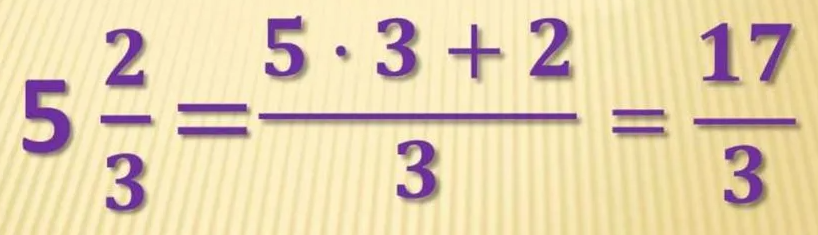 5 2/3 = (5 · 3 + 2)/3 = 17/3